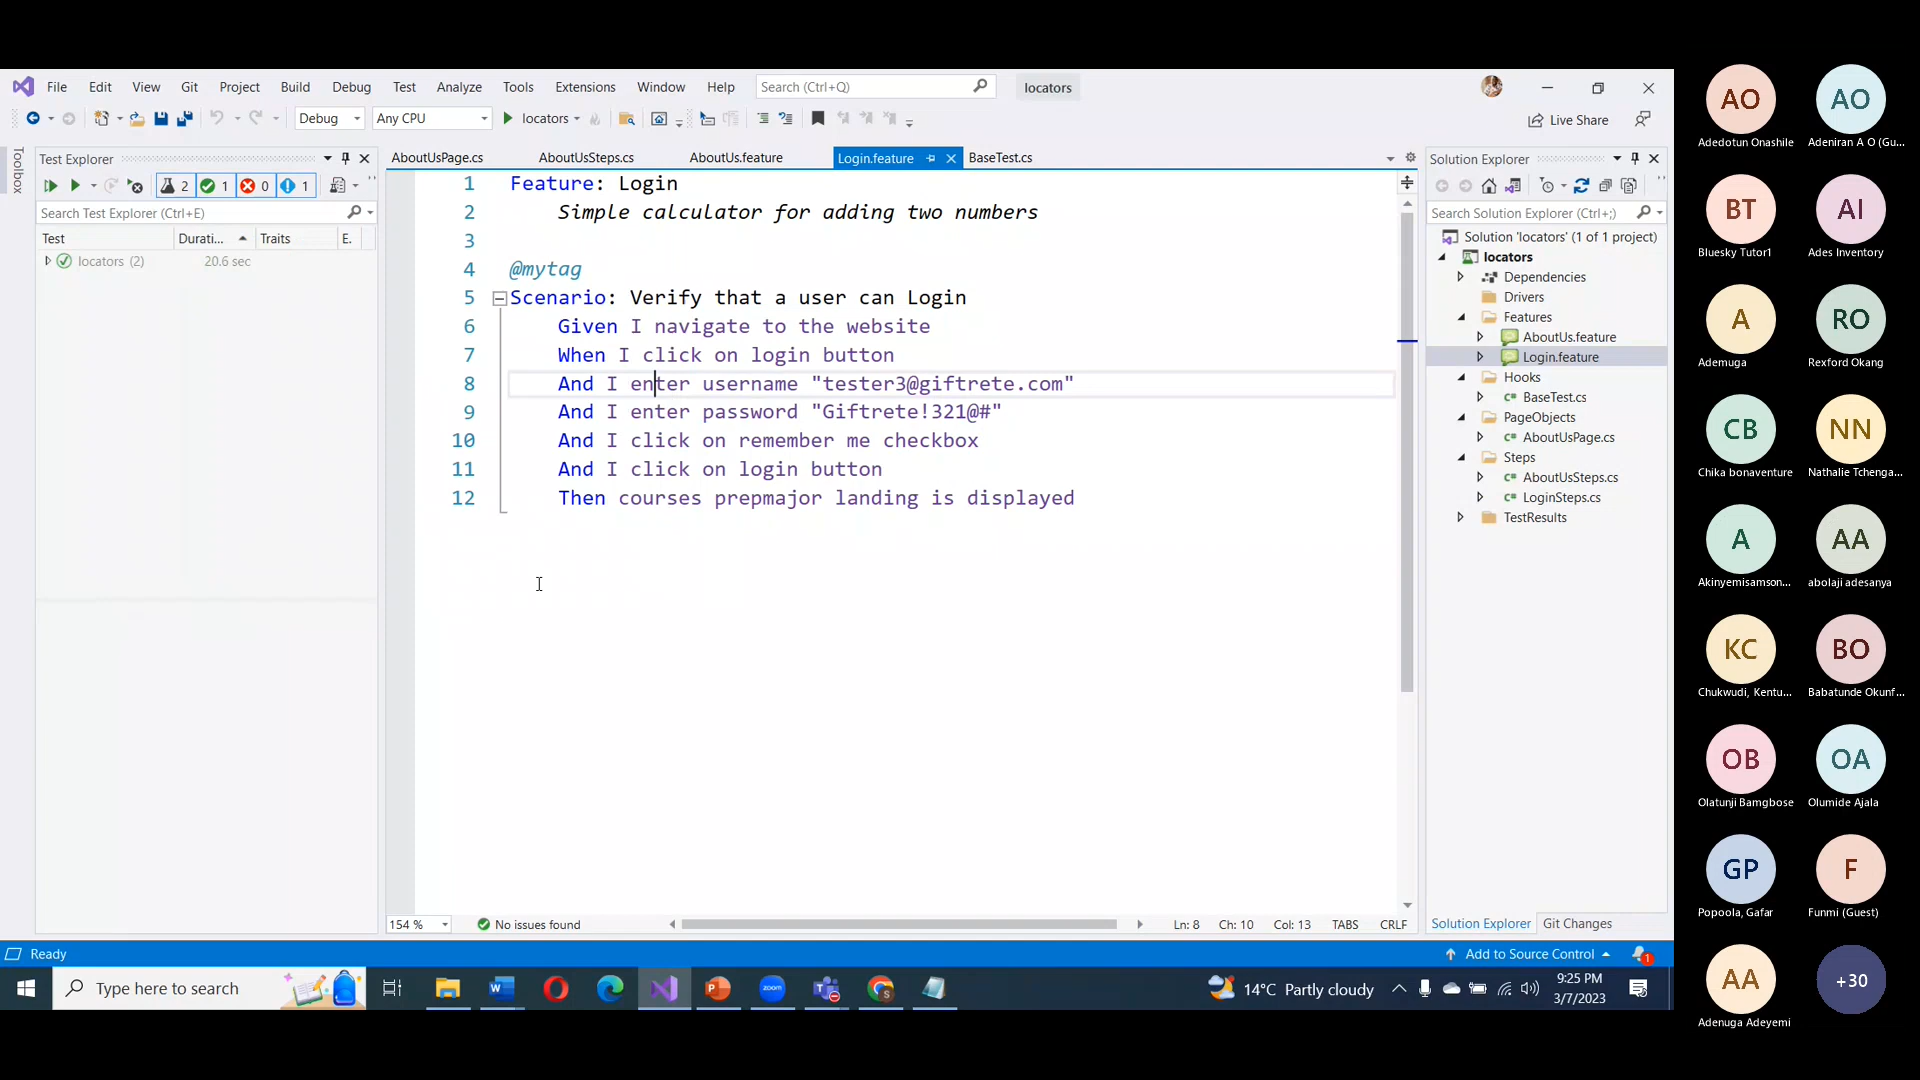 File Edit View Git Project Build Debug Test Analyze Tools Extensions Window Help Search (Ctrl+Q) locators
Debug Any CPU locators Live Share
Toolbox
Test Explorer
2 1 0 1
Search Test Explorer (Ctrl+E)
Test Durati... Traits E.
locators (2) 20.6 sec
AboutUsPage.cs AboutUsSteps.cs AboutUs.feature Login.feature BaseTest.cs
1 Feature: Login
2 Simple calculator for adding two numbers
3
4 @mytag
5 Scenario: Verify that a user can Login
6 Given I navigate to the website
7 When I click on login button
8 And I enter username "tester3@giftrete.com"
9 And I enter password "Giftrete!321@#"
10 And I click on remember me checkbox
11 And I click on login button
12 Then courses prepmajor landing is displayed
154 % No issues found Ln: 8 Ch: 10 Col: 13 TABS CRLF
Solution Explorer
Search Solution Explorer (Ctrl+;)
Solution 'locators' (1 of 1 project)
locators
Dependencies
Drivers
Features
AboutUs.feature
Login.feature
Hooks
C# BaseTest.cs
PageObjects
C# AboutUsPage.cs
Steps
C# AboutUsSteps.cs
C# LoginSteps.cs
TestResults
Solution Explorer Git Changes
Ready Add to Source Control 1
Type here to search zoom 14°C Partly cloudy 9:25 PM
3/7/2023
AO AO
Adedotun Onashile Adeniran A O (Gu...
BT AI
Bluesky Tutor1 Ades Inventory
A RO
Ademuga Rexford Okang
CB NN
Chika bonaventure Nathalie Tchenga...
A AA
Akinyemisamson... abolaji adesanya
KC BO
Chukwudi, Kentu... Babatunde Okunf...
OB OA
Olatunji Bamgbose Olumide Ajala
GP F
Popoola, Gafar Funmi (Guest)
AA +30
Adenuga Adeyemi